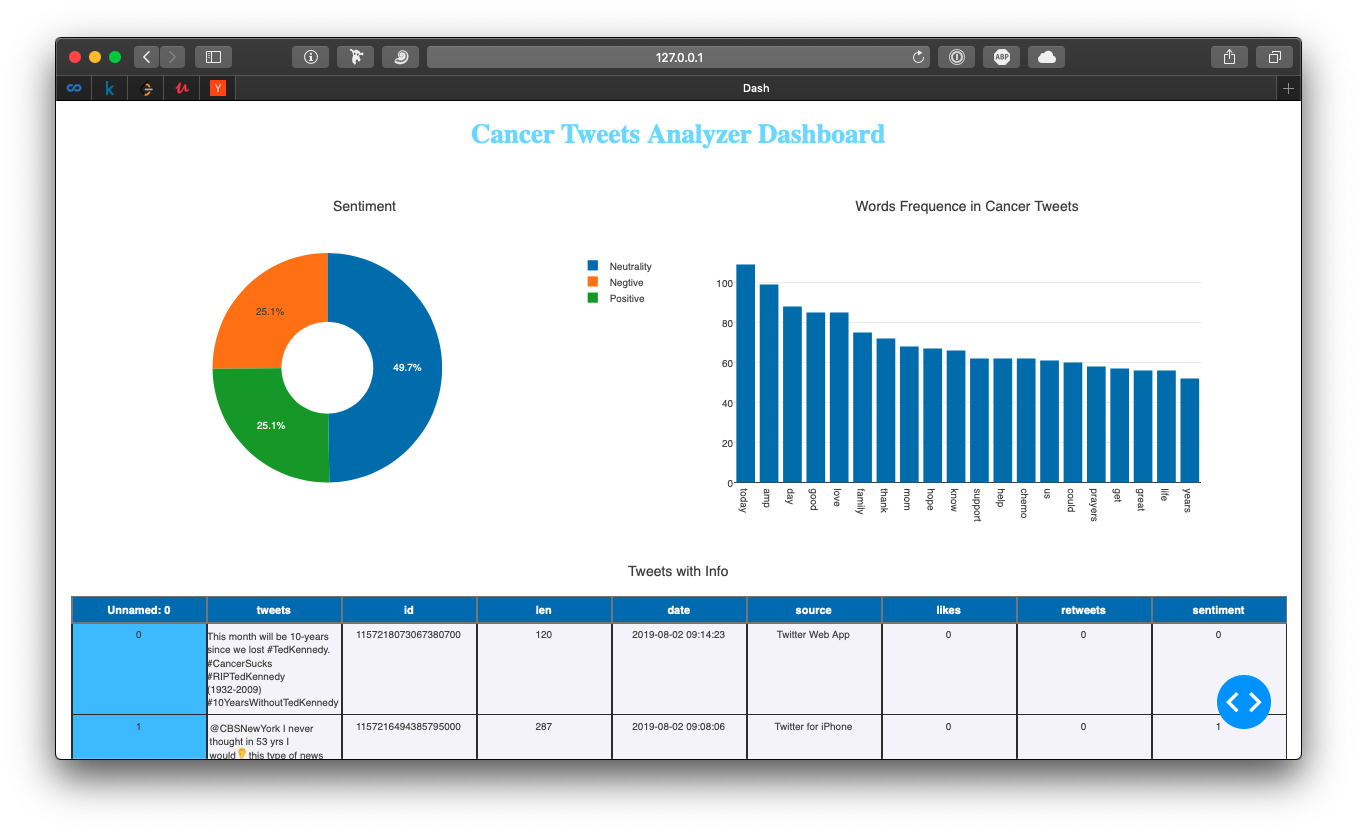 127.0.0.1
ABP
k
Y
Dash
Cancer Tweets Analyzer Dashboard
Sentiment
25.1%
49.7%
25.1%
Neutrality
Negtive
Positive
Words Frequence in Cancer Tweets
100
80
60
40
20
0
today
amp
day
good
love
family
thank
mom
hope
know
support
help
chemo
us
could
prayers
get
great
life
years
Tweets with Info
Unnamed: 0 tweets id len date source likes retweets sentiment
0 This month will be 10-years 1157218073067380700 120 2019-08-02 09:14:23 Twitter Web App 0 0 0
since we lost #TedKennedy.
#CancerSucks
#RIPTedKennedy
(1932-2009)
#10YearsWithoutTedKennedy
1 @CBSNewYork I never 1157216494385795000 287 2019-08-02 09:08:06 Twitter for iPhone 0 0 1
thought in 53 yrs I
would👂this type of news